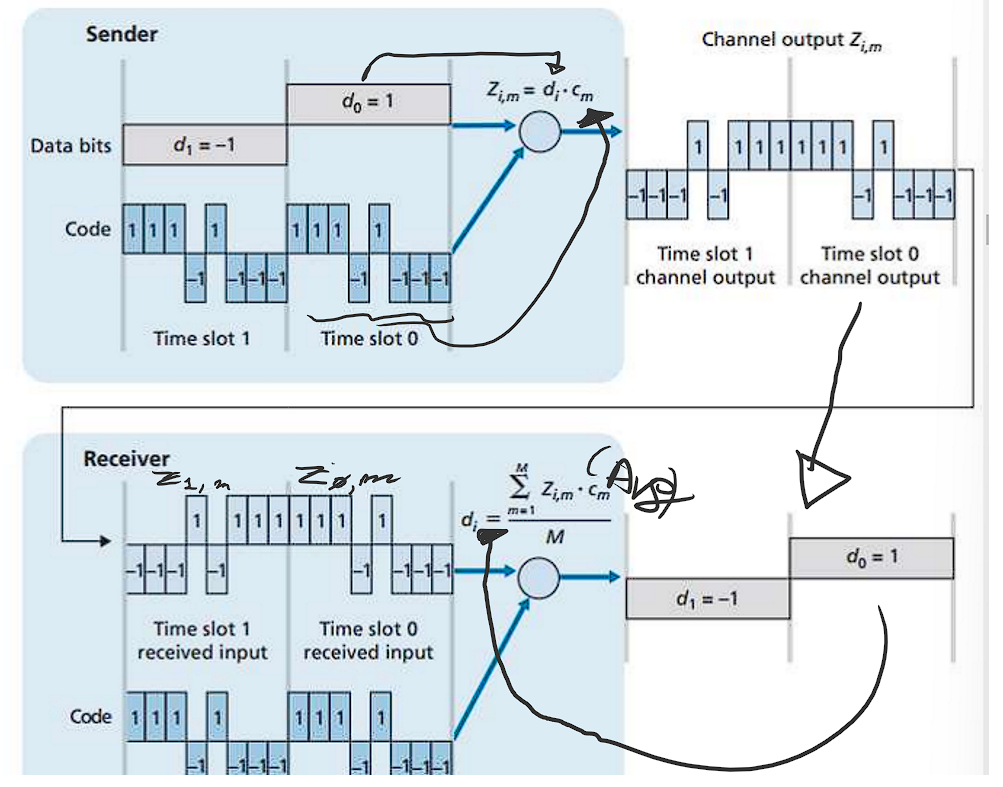 Sender
Channel output Z_{i,m}
Z_{i,m} = d_i · c_m
d_0 = 1
Data bits
d_1 = -1
1 -1 1 1 1 1 1 1 1
-1 -1 -1 -1 -1 -1 -1
Code
1 1 1 1 1 1 1 1
-1 -1 -1 -1 -1 -1 -1 -1
Time slot 1
channel output
Time slot 0
channel output
Time slot 1
Time slot 0
Receiver
Z_{1,m}
Z_{0,m}
d_i = \frac{\sum_{m=1}^{M} Z_{i,m} · c_m}{M}
(Avg)
1 1 1 1 1 1 1 1
-1 -1 -1 -1 -1 -1 -1 -1
d_0 = 1
d_1 = -1
Time slot 1
received input
Time slot 0
received input
Code
1 1 1 1 1 1 1 1
-1 -1 -1 -1 -1 -1 -1 -1